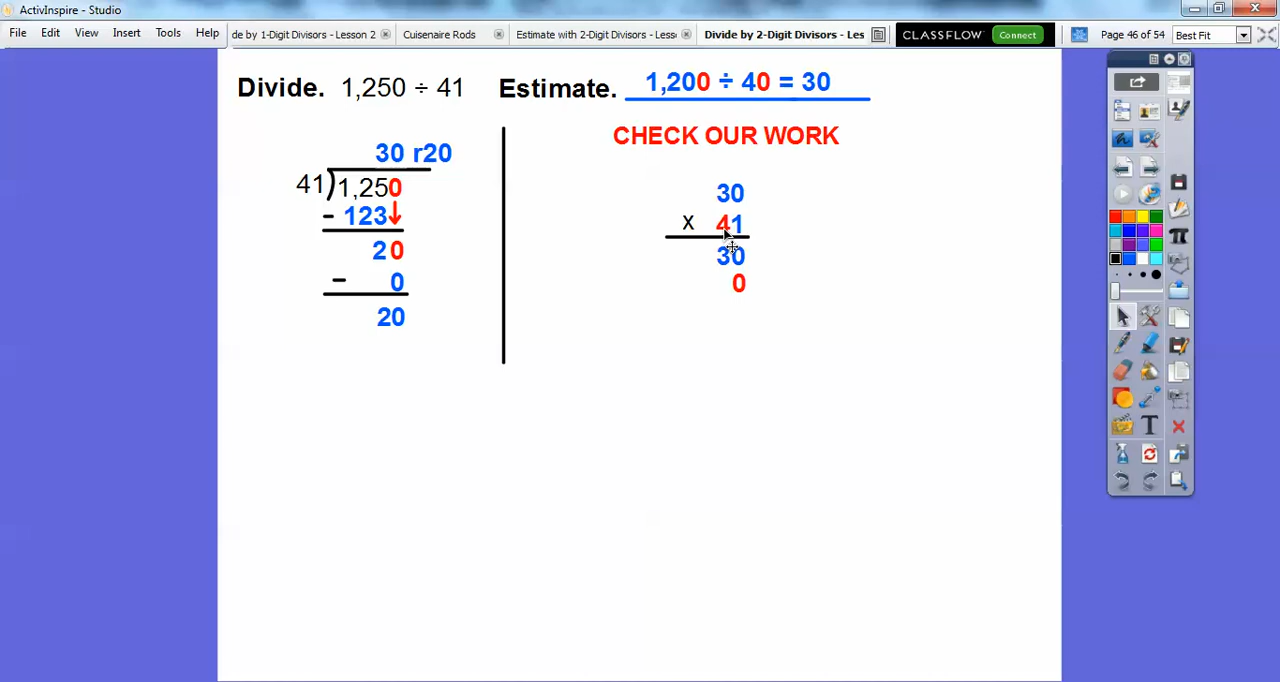 ActivInspire - Studio
File Edit View Insert Tools Help
de by 1-Digit Divisors - Lesson 2
Cuisenaire Rods
Estimate with 2-Digit Divisors - Less
Divide by 2-Digit Divisors - Les
CLASSFLOW Connect
Page 46 of 54
Best Fit
Divide. 1,250 ÷ 41
Estimate. 1,200 ÷ 40 = 30
CHECK OUR WORK
30 r20
41)1,250
- 123↓
20
- 0
20
30
x 41
30
0